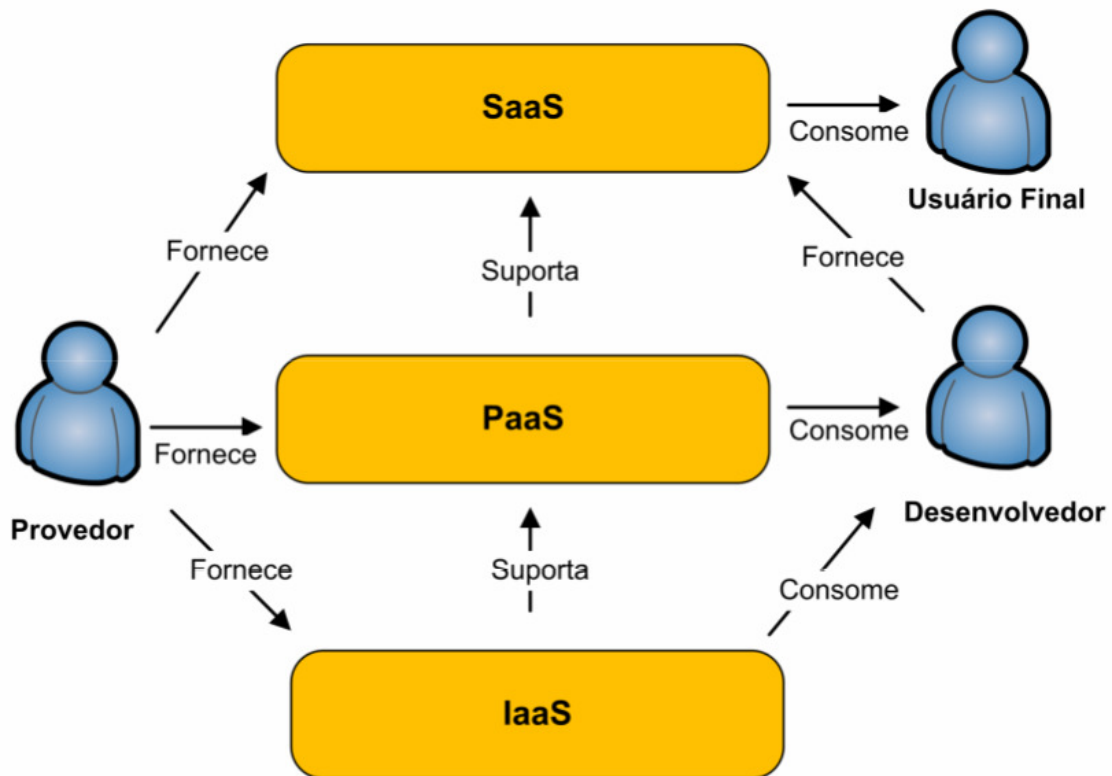 SaaS
Consome
Usuário Final
Fornece
Suporta
Fornece
PaaS
Consome
Fornece
Provedor
Desenvolvedor
Fornece
Suporta
Consome
IaaS